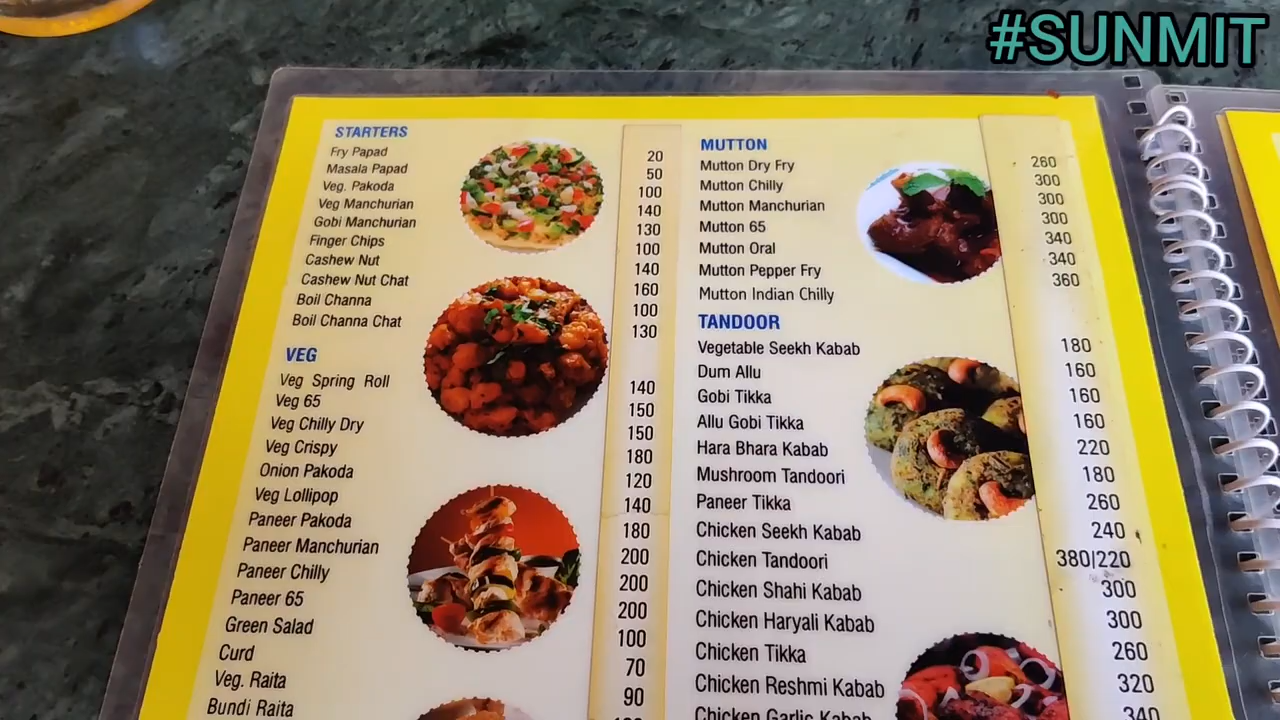 #SUNMIT
STARTERS
Fry Papad 20
Masala Papad 50
Veg. Pakoda 100
Veg Manchurian 140
Gobi Manchurian 130
Finger Chips 100
Cashew Nut 140
Cashew Nut Chat 160
Boil Channa 100
Boil Channa Chat 130
VEG
Veg Spring Roll 140
Veg 65 150
Veg Chilly Dry 150
Veg Crispy 180
Onion Pakoda 120
Veg Lollipop 140
Paneer Pakoda 180
Paneer Manchurian 200
Paneer Chilly 200
Paneer 65 200
Green Salad 100
Curd 70
Veg. Raita 90
Bundi Raita
MUTTON
Mutton Dry Fry 260
Mutton Chilly 300
Mutton Manchurian 300
Mutton 65 300
Mutton Oral 340
Mutton Pepper Fry 340
Mutton Indian Chilly 360
TANDOOR
Vegetable Seekh Kabab 180
Dum Allu 160
Gobi Tikka 160
Allu Gobi Tikka 160
Hara Bhara Kabab 220
Mushroom Tandoori 180
Paneer Tikka 260
Chicken Seekh Kabab 240
Chicken Tandoori 380|220
Chicken Shahi Kabab 300
Chicken Haryali Kabab 300
Chicken Tikka 260
Chicken Reshmi Kabab 320
Chicken Garlic Kabab 340